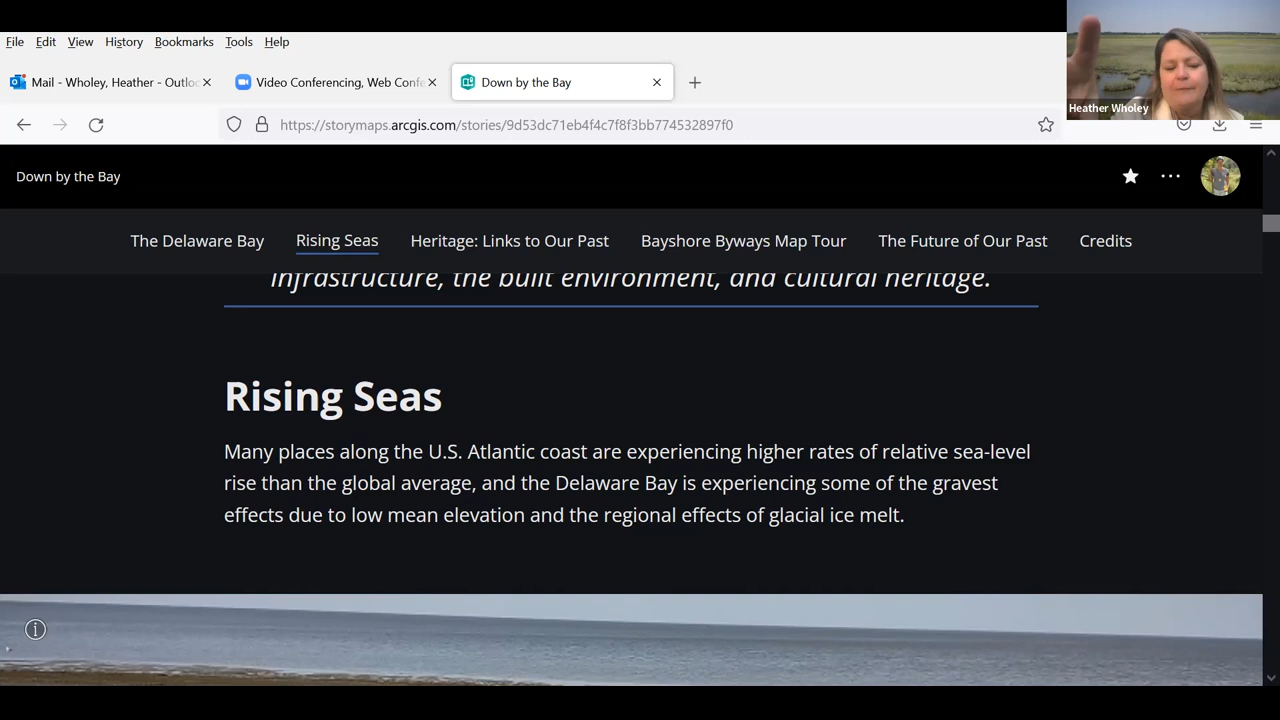 File Edit View History Bookmarks Tools Help
Mail - Wholey, Heather - Outloo
Video Conferencing, Web Confe
Down by the Bay
Heather Wholey
https://storymaps.arcgis.com/stories/9d53dc71eb4f4c7f8f3bb774532897f0
Down by the Bay
The Delaware Bay Rising Seas Heritage: Links to Our Past Bayshore Byways Map Tour The Future of Our Past Credits
infrastructure, the built environment, and cultural heritage.
Rising Seas
Many places along the U.S. Atlantic coast are experiencing higher rates of relative sea-level
rise than the global average, and the Delaware Bay is experiencing some of the gravest
effects due to low mean elevation and the regional effects of glacial ice melt.